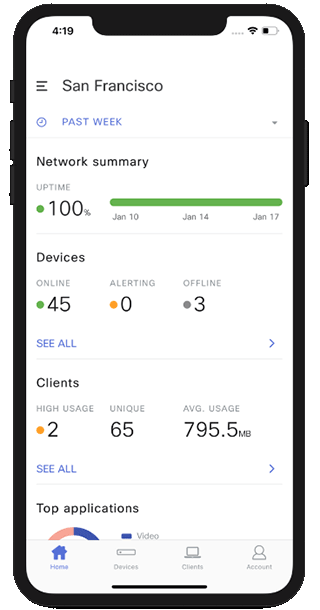 4:19
San Francisco
PAST WEEK
Network summary
UPTIME
100%
Jan 10 Jan 14 Jan 17
Devices
ONLINE ALERTING OFFLINE
45 0 3
SEE ALL
Clients
HIGH USAGE UNIQUE AVG. USAGE
2 65 795.5MB
SEE ALL
Top applications
Video
Home Devices Clients Account